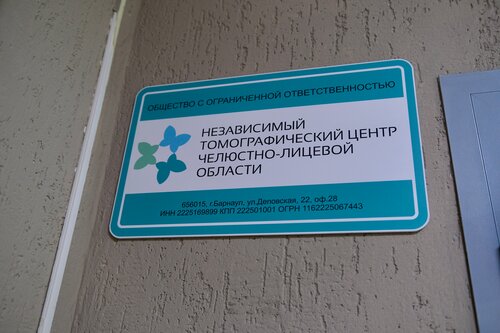 ОБЩЕСТВО С ОГРАНИЧЕННОЙ ОТВЕТСТВЕННОСТЬЮ
НЕЗАВИСИМЫЙ
ТОМОГРАФИЧЕСКИЙ ЦЕНТР
ЧЕЛЮСТНО-ЛИЦЕВОЙ
ОБЛАСТИ
656015, г.Барнаул, ул.Деповская, 22, оф.28
ИНН 2225169899 КПП 222501001 ОГРН 1162225067443